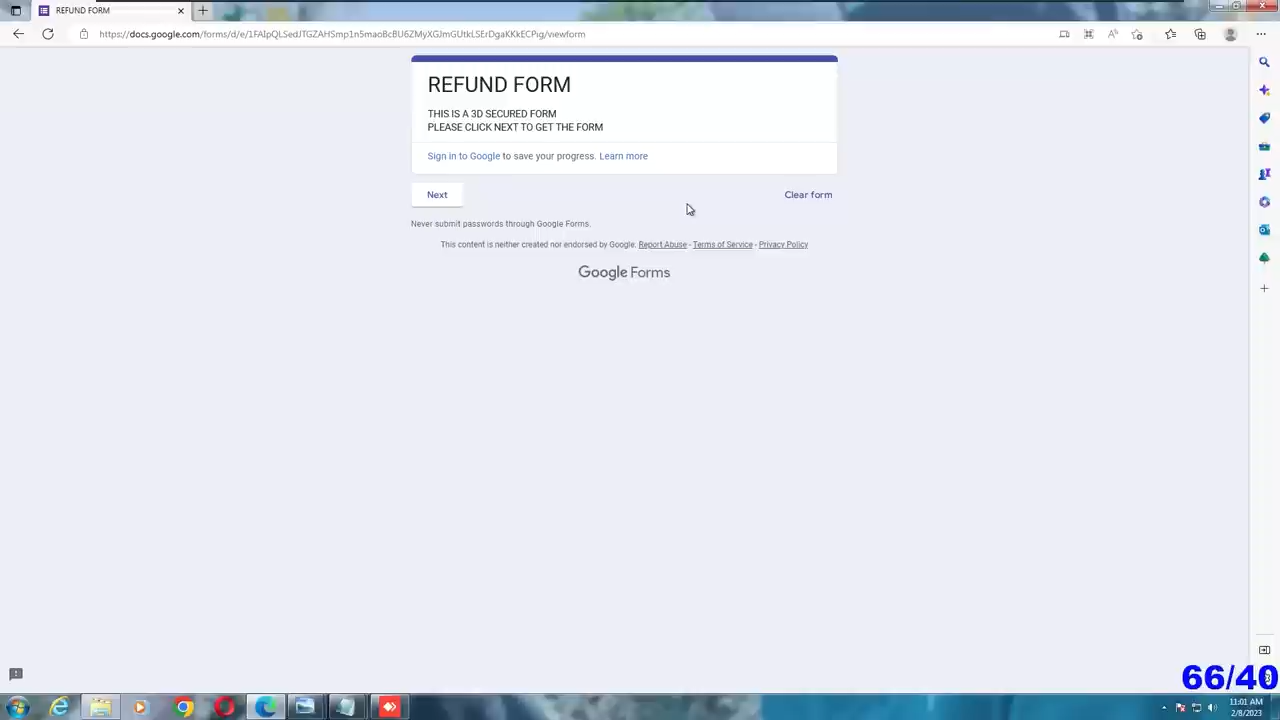 REFUND FORM
https://docs.google.com/forms/d/e/1FAIpQLSedJTGZAHSmp1n5maoBcBU6ZMyXGJmGUtkLSErDgaKKkECPig/viewform
REFUND FORM
THIS IS A 3D SECURED FORM
PLEASE CLICK NEXT TO GET THE FORM
Sign in to Google to save your progress. Learn more
Next
Clear form
Never submit passwords through Google Forms.
This content is neither created nor endorsed by Google. Report Abuse - Terms of Service - Privacy Policy
Google Forms
66/40
11:01 AM
2/8/2023